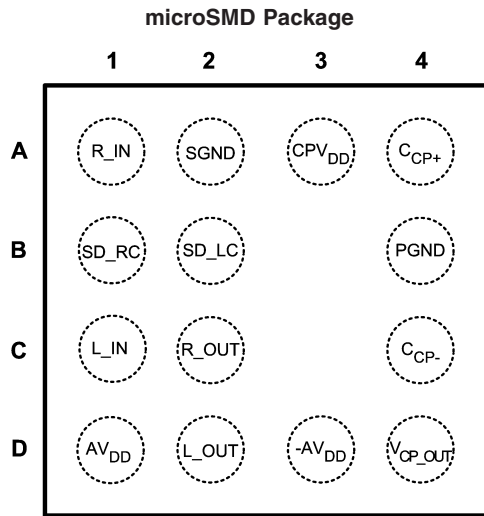 microSMD Package
1 2 3 4
A R_IN SGND CPVDD CCP+
B SD_RC SD_LC PGND
C L_IN R_OUT CCP-
D AVDD L_OUT -AVDD VCP_OUT